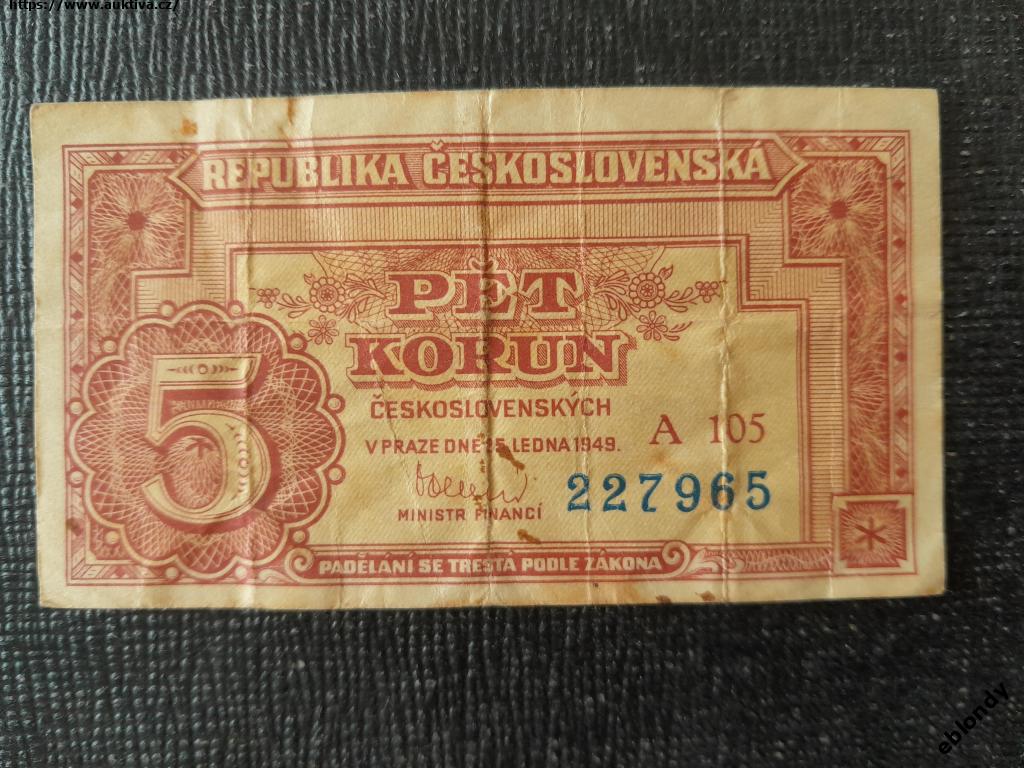 https://www.auktiva.cz/
REPUBLIKA ČESKOSLOVENSKÁ
PĚT
KORUN
ČESKOSLOVENSKÝCH
V PRAZE DNE 25. LEDNA 1949.
A 105
227965
MINISTR FINANCÍ
5
PADĚLÁNÍ SE TRESTÁ PODLE ZÁKONA
eblondy